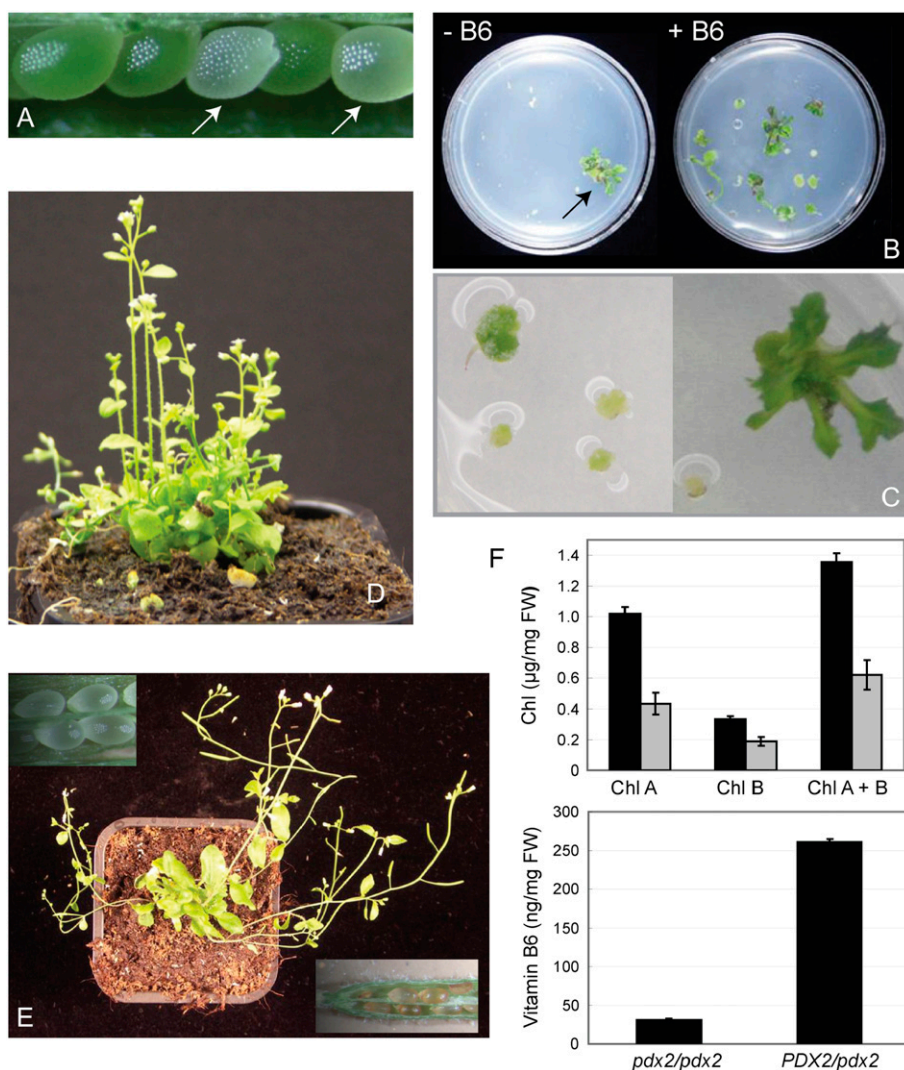 A
- B6
+ B6
B
C
D
E
F
Chl (µg/mg FW)
1.4
1.2
1.0
0.8
0.6
0.4
0.2
0
Chl A
Chl B
Chl A + B
Vitamin B6 (ng/mg FW)
300
250
200
150
100
50
0
pdx2/pdx2
PDX2/pdx2